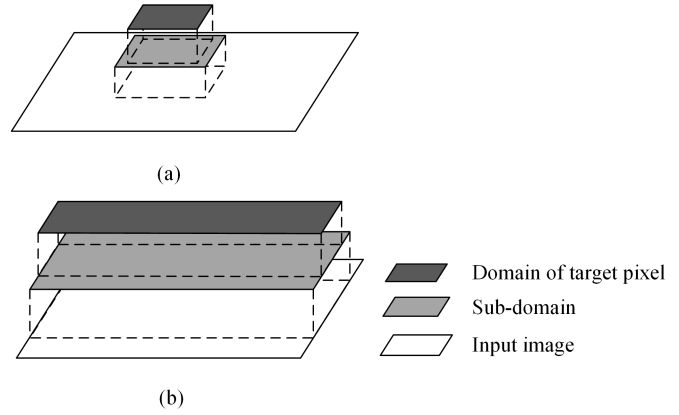 (a)
Domain of target pixel
Sub-domain
Input image
(b)